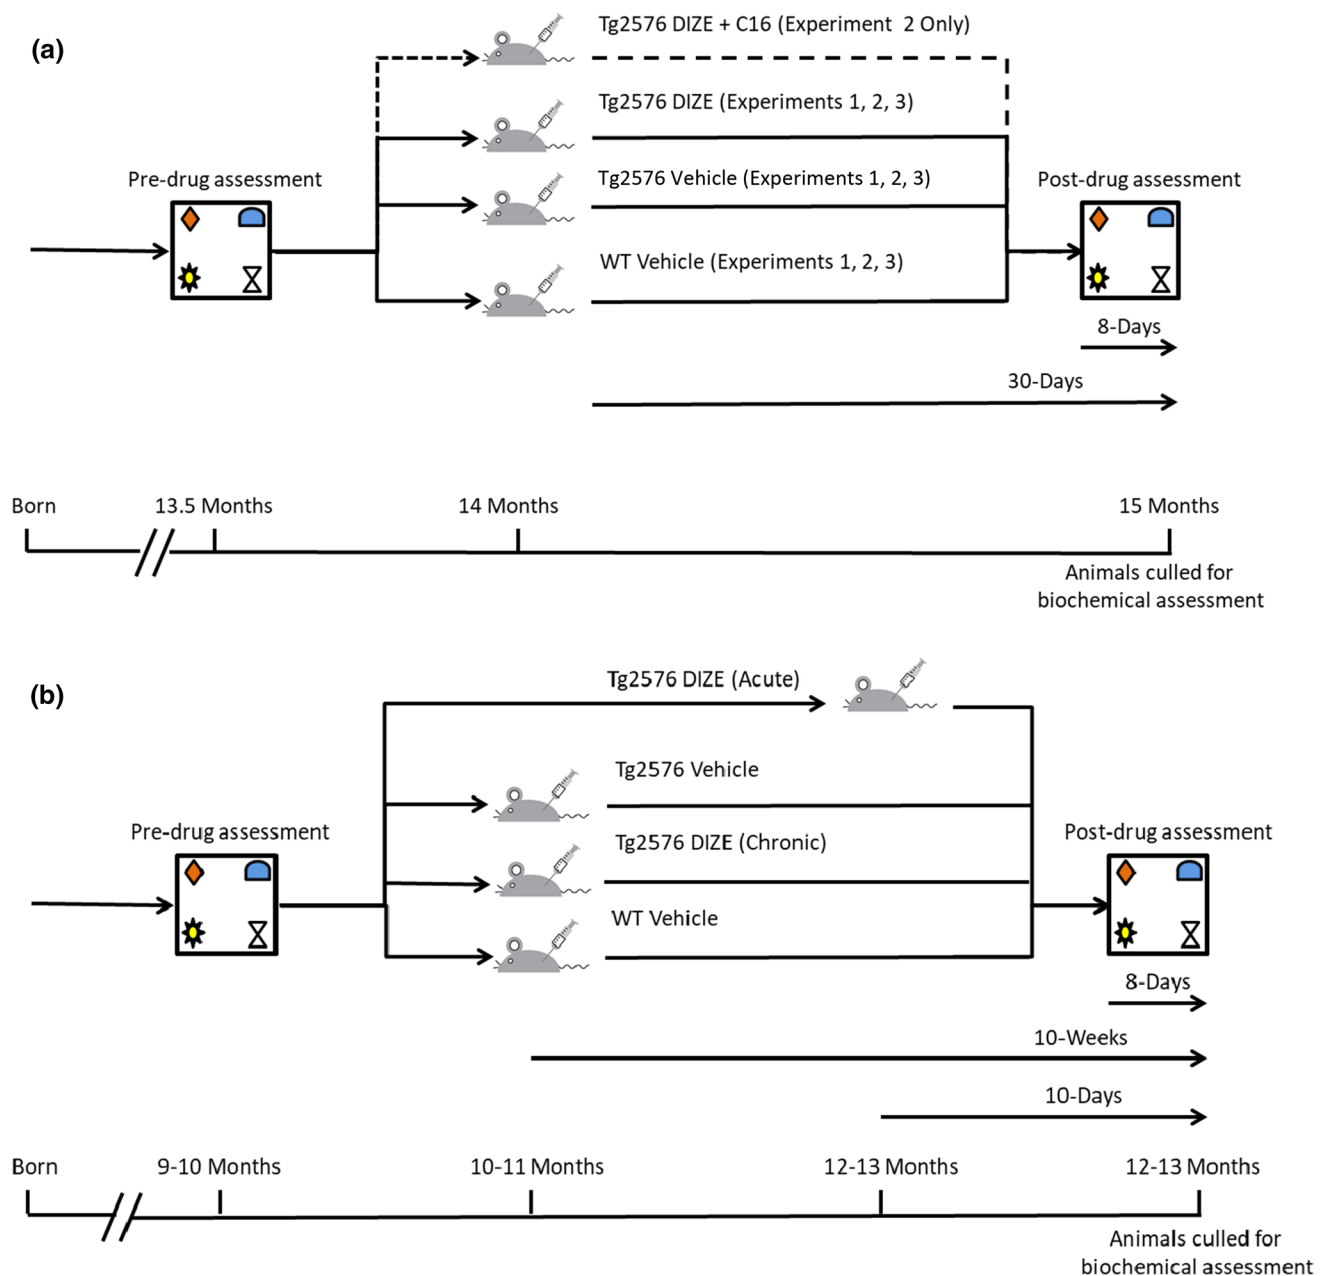 (a)
Tg2576 DIZE + C16 (Experiment 2 Only)
Tg2576 DIZE (Experiments 1, 2, 3)
Pre-drug assessment
Tg2576 Vehicle (Experiments 1, 2, 3)
Post-drug assessment
WT Vehicle (Experiments 1, 2, 3)
8-Days
30-Days
Born
13.5 Months
14 Months
15 Months
Animals culled for
biochemical assessment
(b)
Tg2576 DIZE (Acute)
Tg2576 Vehicle
Pre-drug assessment
Tg2576 DIZE (Chronic)
Post-drug assessment
WT Vehicle
8-Days
10-Weeks
10-Days
Born
9-10 Months
10-11 Months
12-13 Months
12-13 Months
Animals culled for
biochemical assessment